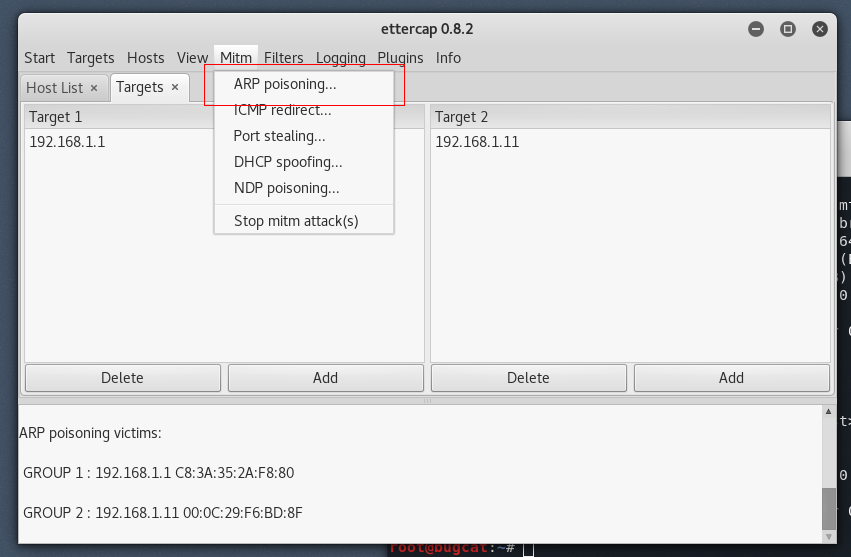 ettercap 0.8.2
Start Targets Hosts View Mitm Filters Logging Plugins Info
Host List × Targets ×
ARP poisoning...
ICMP redirect...
Port stealing...
DHCP spoofing...
NDP poisoning...
Stop mitm attack(s)
Target 1 Target 2
192.168.1.1 192.168.1.11
Delete Add Delete Add
ARP poisoning victims:
GROUP 1 : 192.168.1.1 C8:3A:35:2A:F8:80
GROUP 2 : 192.168.1.11 00:0C:29:F6:BD:8F
root@bugcat:~#